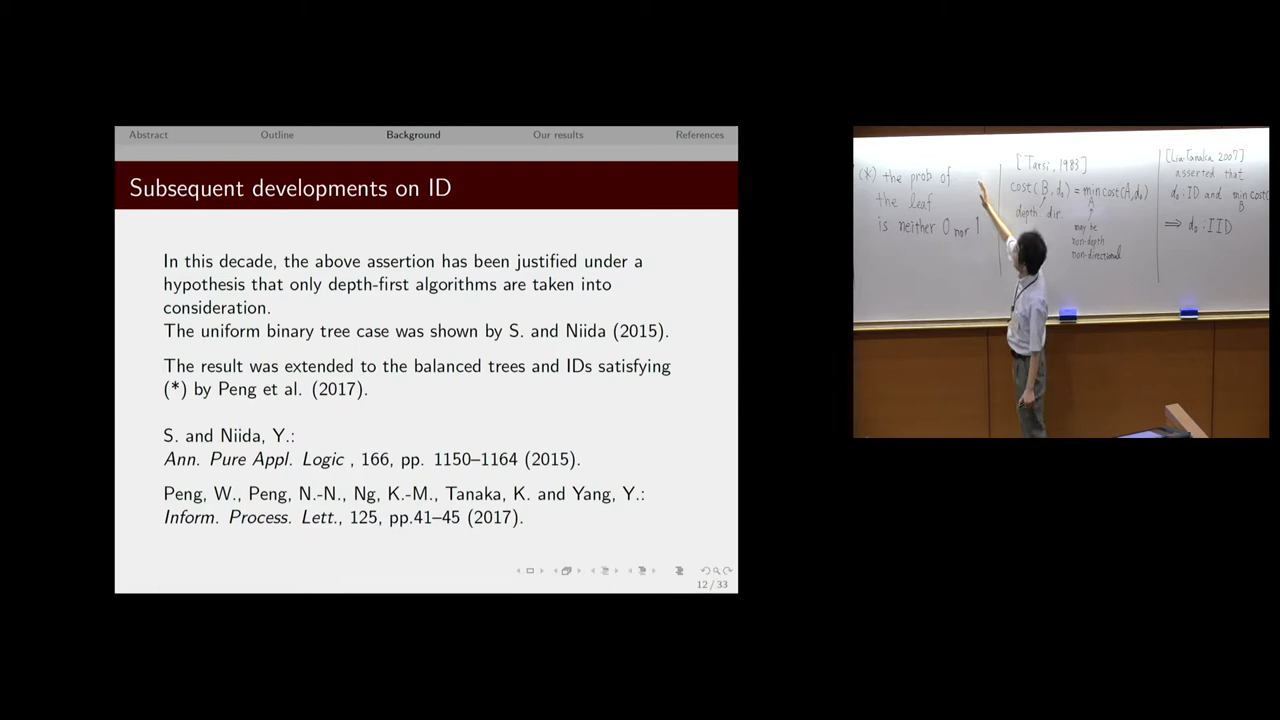 Abstract Outline Background Our results References
Subsequent developments on ID
In this decade, the above assertion has been justified under a
hypothesis that only depth-first algorithms are taken into
consideration.
The uniform binary tree case was shown by S. and Niida (2015).
The result was extended to the balanced trees and IDs satisfying
(*) by Peng et al. (2017).
S. and Niida, Y.:
Ann. Pure Appl. Logic , 166, pp. 1150–1164 (2015).
Peng, W., Peng, N.-N., Ng, K.-M., Tanaka, K. and Yang, Y.:
Inform. Process. Lett., 125, pp.41–45 (2017).
12 / 33
(*) the prob of
the leaf
is neither 0 nor 1
[Tarsi, 1983]
cost(B, d₀) = min cost(A, d₀)
A
depth dir.
may be
non-depth
non-directional
[Liu-Tanaka 2007]
asserted that
d₀ : ID and min cost(
B
⟹ d₀ : IID